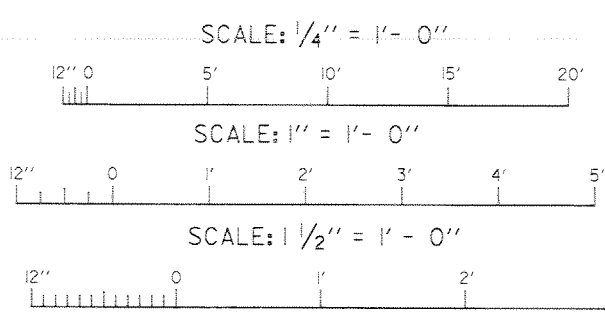 SCALE: 1/4" = 1'- 0"
12" 0 5' 10' 15' 20'
SCALE: 1" = 1'- 0"
12" 0 1' 2' 3' 4' 5'
SCALE: 1 1/2" = 1' - 0"
12" 0 1' 2'